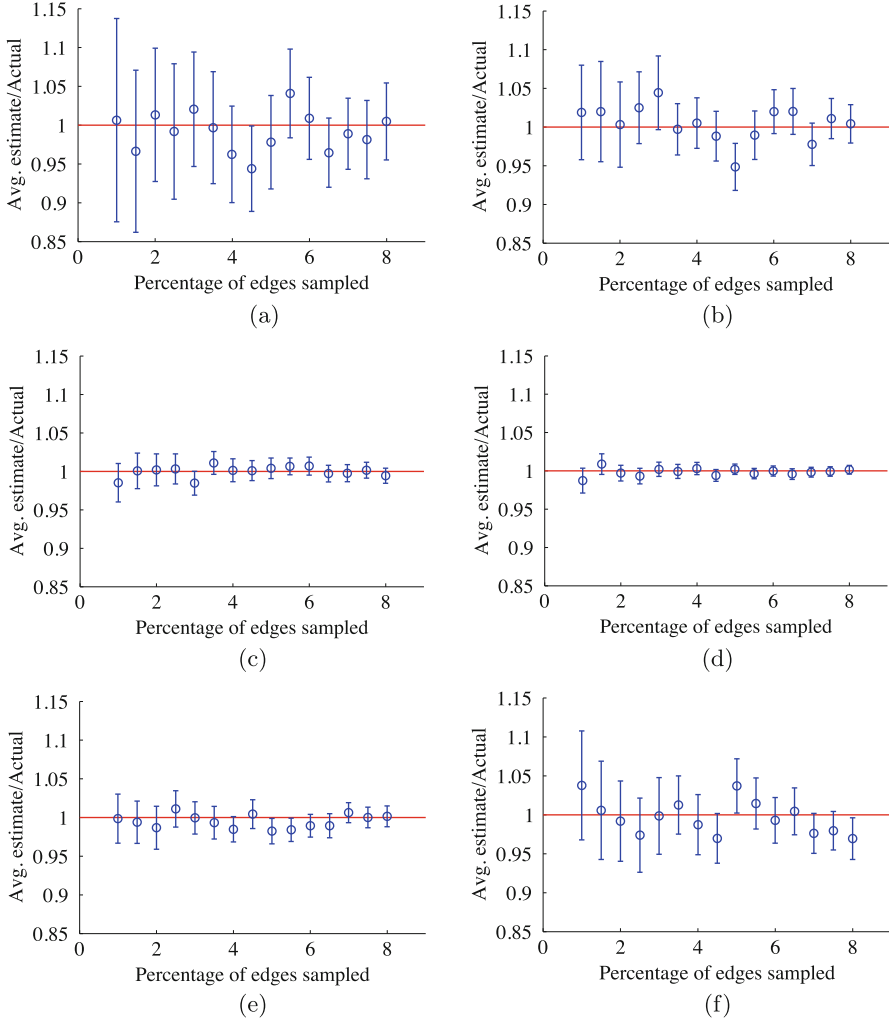 Avg. estimate/Actual
1.15
1.1
1.05
1
0.95
0.9
0.85
0 2 4 6 8
Percentage of edges sampled
(a)
Avg. estimate/Actual
1.15
1.1
1.05
1
0.95
0.9
0.85
0 2 4 6 8
Percentage of edges sampled
(b)
Avg. estimate/Actual
1.15
1.1
1.05
1
0.95
0.9
0.85
0 2 4 6 8
Percentage of edges sampled
(c)
Avg. estimate/Actual
1.15
1.1
1.05
1
0.95
0.9
0.85
0 2 4 6 8
Percentage of edges sampled
(d)
Avg. estimate/Actual
1.15
1.1
1.05
1
0.95
0.9
0.85
0 2 4 6 8
Percentage of edges sampled
(e)
Avg. estimate/Actual
1.15
1.1
1.05
1
0.95
0.9
0.85
0 2 4 6 8
Percentage of edges sampled
(f)